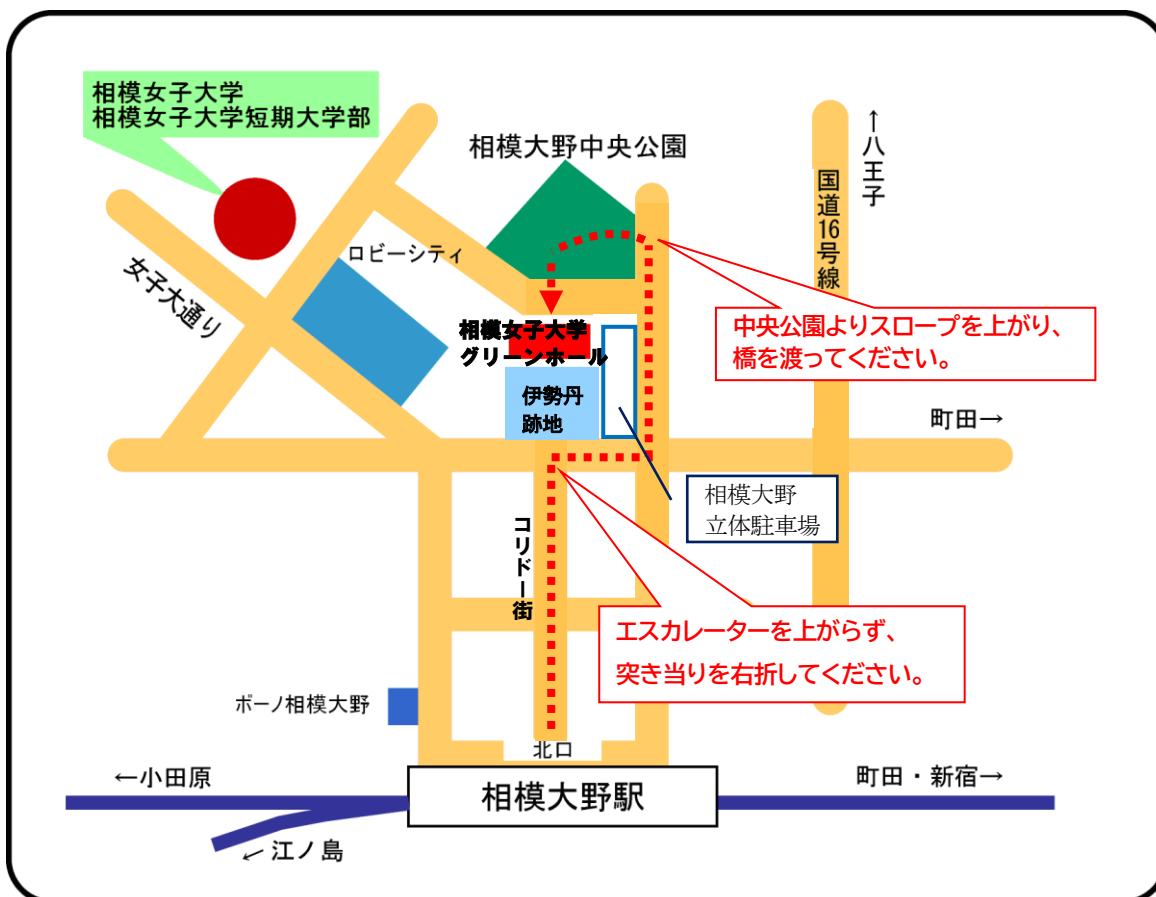 相模女子大学
相模女子大学短期大学部
相模大野中央公園
↑八王子
国道16号線
ロビーシティ
女子大通り
相模女子大学
グリーンホール
中央公園よりスロープを上がり、
橋を渡ってください。
伊勢丹
跡地
町田→
相模大野
立体駐車場
コリドー街
エスカレーターを上がらず、
突き当りを右折してください。
ボーノ相模大野
北口
←小田原
相模大野駅
町田・新宿→
←江ノ島